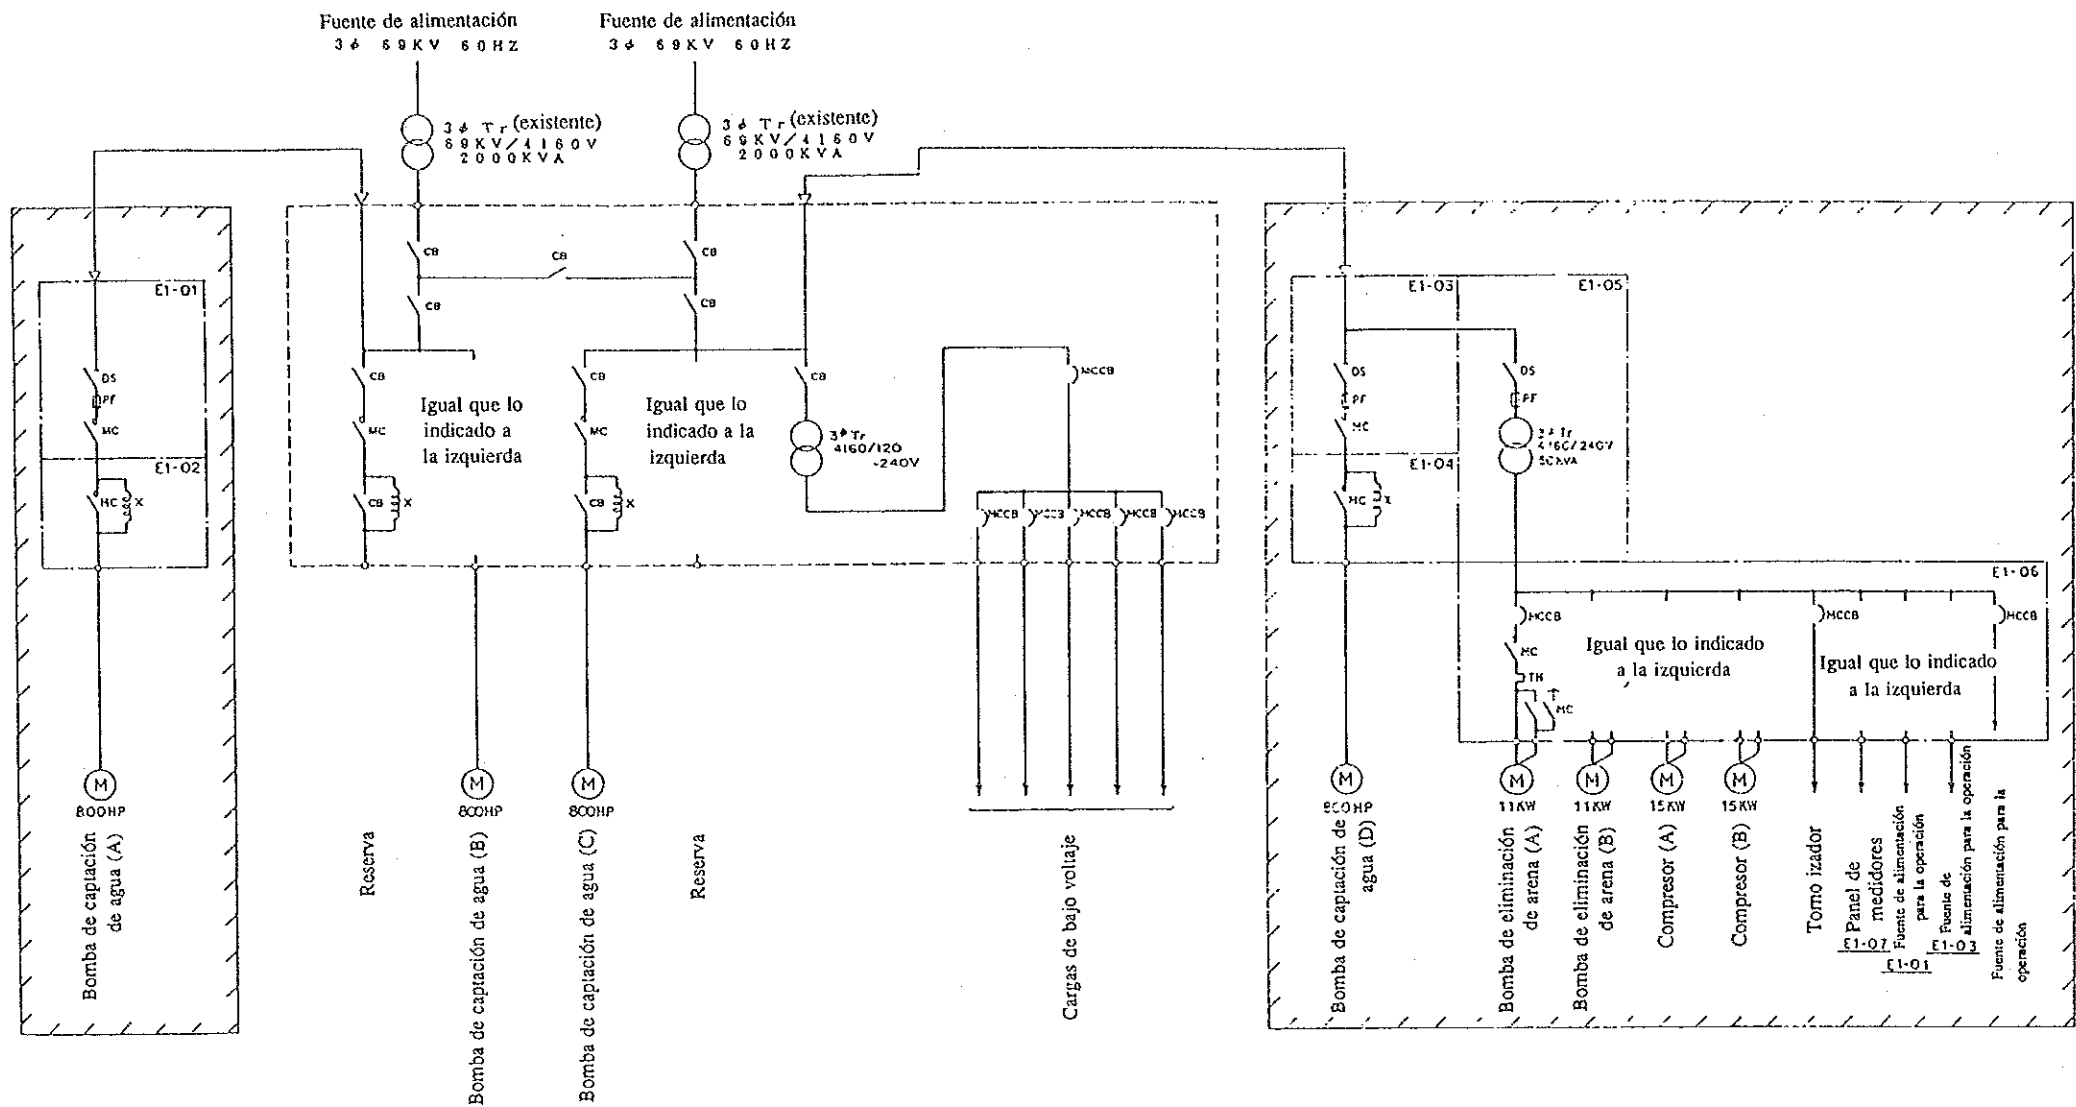 Fuente de alimentación
3φ 69KV 60HZ
Fuente de alimentación
3φ 69KV 60HZ
3φ Tr (existente)
69KV/4160V
2000KVA
3φ Tr (existente)
69KV/4160V
2000KVA
E1-01
DS
PF
MC
E1-02
MC
X
CB
CB
CB
CB
CB
CB
MC
CB
X
Igual que lo
indicado a
la izquierda
CB
MC
CB
X
Igual que lo
indicado a la
izquierda
CB
3φTr
4160/120
-240V
MCCB
MCCB
MCCB
MCCB
MCCB
MCCB
E1-03
E1-05
DS
PF
MC
E1-04
MC
X
DS
PF
3φTr
4160/240V
E1-06
MCCB
MC
TH
MC
Igual que lo indicado
a la izquierda
MCCB
Igual que lo indicado
a la izquierda
MCCB
M
800HP
Bomba de captación
de agua (A)
Reserva
M
800HP
Bomba de captación de agua (B)
M
800HP
Bomba de captación de agua (C)
Reserva
Cargas de bajo voltaje
M
800HP
Bomba de captación de
agua (D)
M
11KW
Bomba de eliminación
de arena (A)
M
11KW
Bomba de eliminación
de arena (B)
M
15KW
Compresor (A)
M
15KW
Compresor (B)
Torno izador
Panel de
medidores
E1-07
Fuente de alimentación
para la operación
E1-01
Fuente de
alimentación para la operación
E1-03
Fuente de alimentación para la
operación